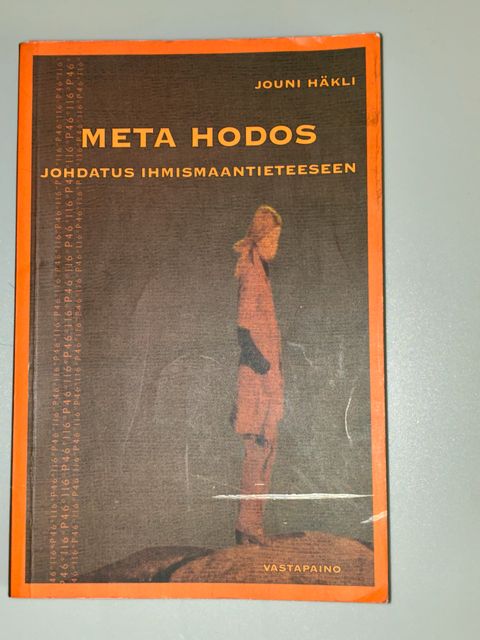 JOUNI HÄKLI
META HODOS
JOHDATUS IHMISMAANTIETEESEEN
VASTAPAINO